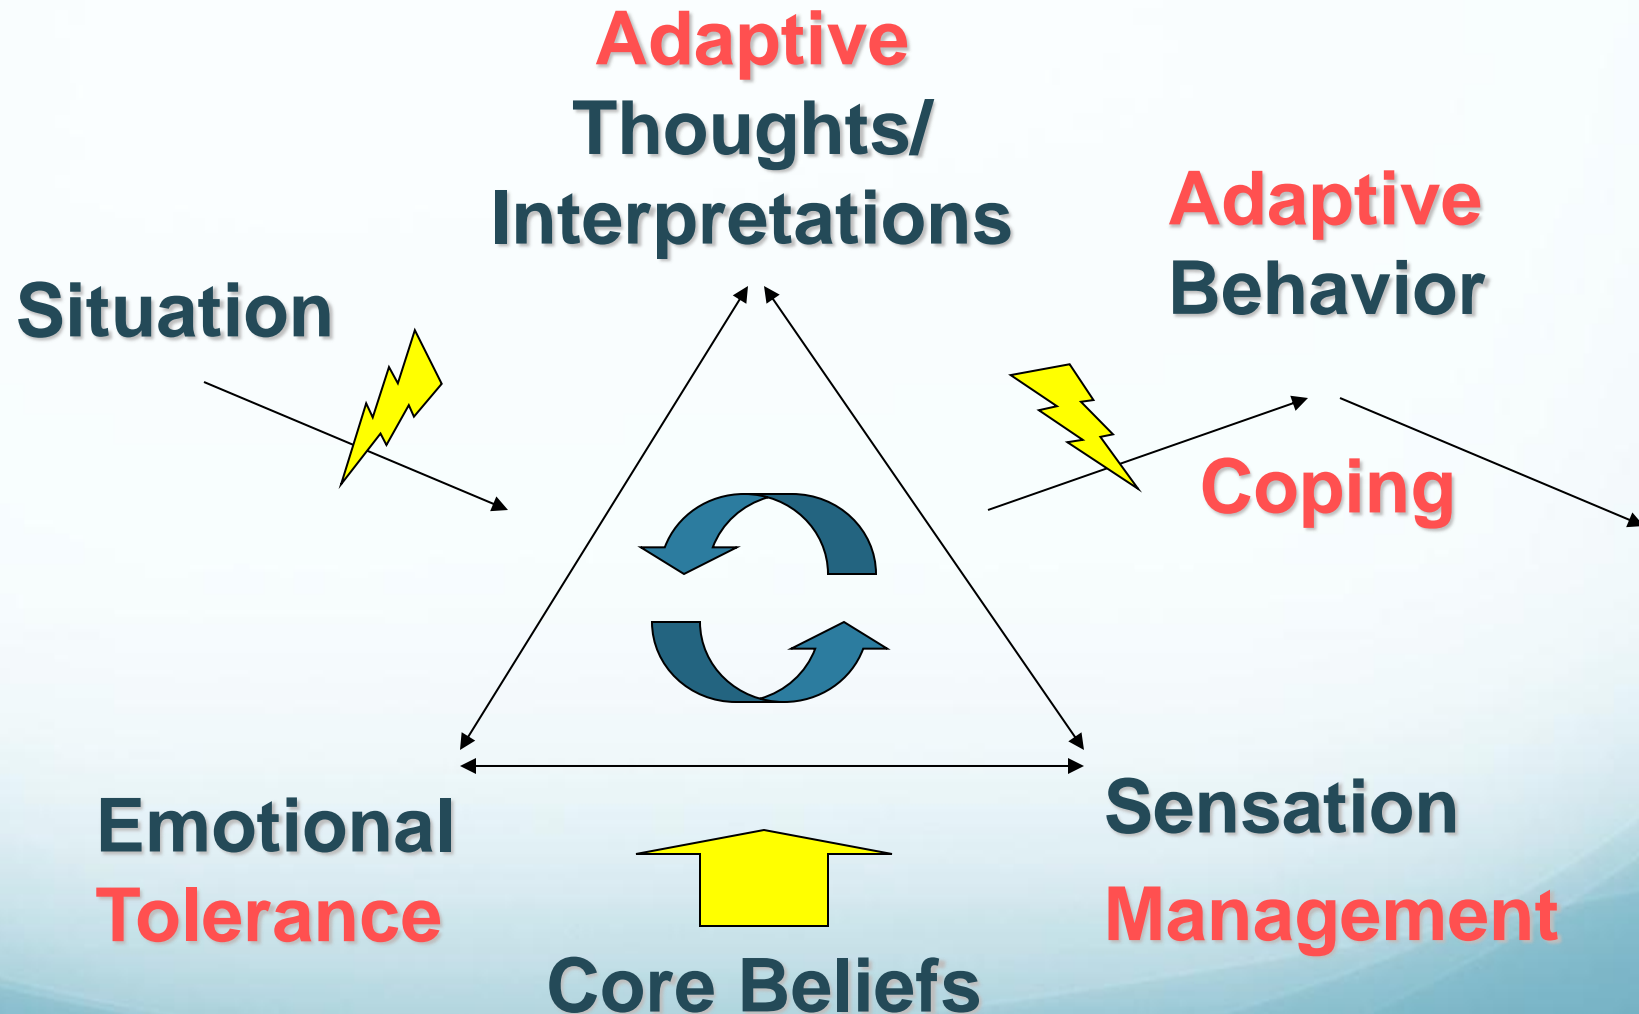 Adaptive
Thoughts/
Interpretations
Situation
Adaptive
Behavior
Coping
Emotional
Tolerance
Sensation
Management
Core Beliefs